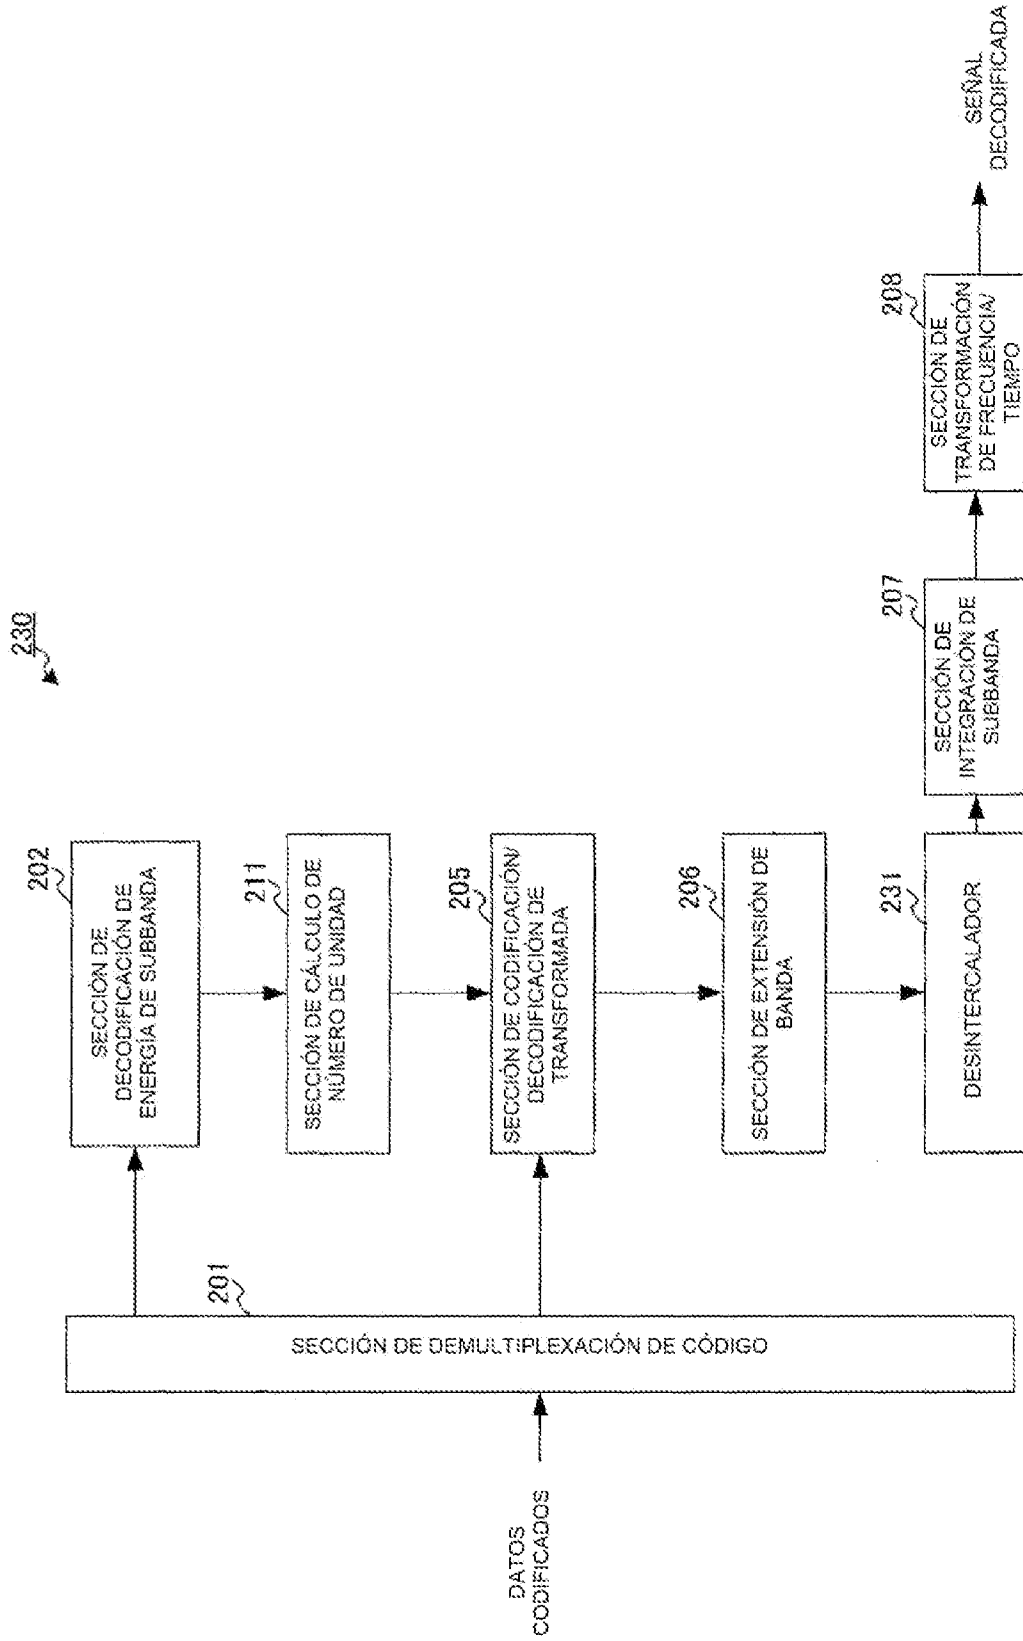 230
DATOS
CODIFICADOS
201
SECCIÓN DE DEMULTIPLEXACIÓN DE CÓDIGO
202
SECCIÓN DE
DECODIFICACIÓN DE
ENERGÍA DE SUBBANDA
211
SECCIÓN DE CÁLCULO DE
NÚMERO DE UNIDAD
205
SECCIÓN DE CODIFICACIÓN/
DECODIFICACIÓN DE
TRANSFORMADA
206
SECCIÓN DE EXTENSIÓN DE
BANDA
231
DESINTERCALADOR
207
SECCIÓN DE
INTEGRACIÓN DE
SUBBANDA
208
SECCIÓN DE
TRANSFORMACIÓN
DE FRECUENCIA/
TIEMPO
SEÑAL
DECODIFICADA